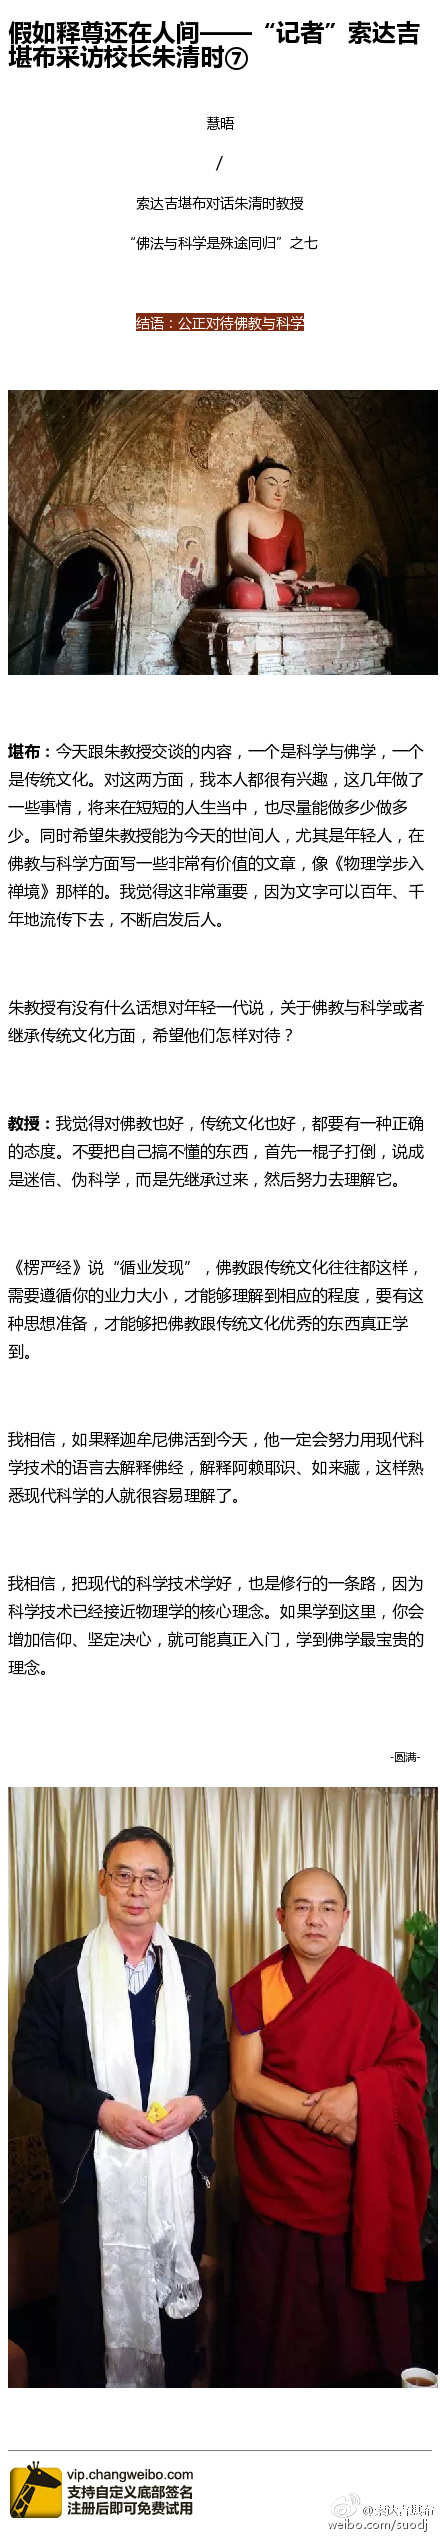 假如释尊还在人间——“记者”索达吉
堪布采访校长朱清时⑦
慧晤
/
索达吉堪布对话朱清时教授
“佛法与科学是殊途同归”之七
结语：公正对待佛教与科学
堪布：今天跟朱教授交谈的内容，一个是科学与佛学，一个
是传统文化。对这两方面，我本人都很有兴趣，这几年做了
一些事情，将来在短短的人生当中，也尽量能做多少做多
少。同时希望朱教授能为今天的世间人，尤其是年轻人，在
佛教与科学方面写一些非常有价值的文章，像《物理学步入
禅境》那样的。我觉得这非常重要，因为文字可以百年、千
年地流传下去，不断启发后人。
朱教授有没有什么话想对年轻一代说，关于佛教与科学或者
继承传统文化方面，希望他们怎样对待？
教授：我觉得对佛教也好，传统文化也好，都要有一种正确
的态度。不要把自己搞不懂的东西，首先一棍子打倒，说成
是迷信、伪科学，而是先继承过来，然后努力去理解它。
《楞严经》说“循业发现”，佛教跟传统文化往往都这样，
需要遵循你的业力大小，才能够理解到相应的程度，要有这
种思想准备，才能够把佛教跟传统文化优秀的东西真正学
到。
我相信，如果释迦牟尼佛活到今天，他一定会努力用现代科
学技术的语言去解释佛经，解释阿赖耶识、如来藏，这样熟
悉现代科学的人就很容易理解了。
我相信，把现代的科学技术学好，也是修行的一条路，因为
科学技术已经接近物理学的核心理念。如果学到这里，你会
增加信仰、坚定决心，就可能真正入门，学到佛学最宝贵的
理念。
-圆满-
vip.changweibo.com
支持自定义底部签名
注册后即可免费试用
@索达吉堪布
weibo.com/suodj